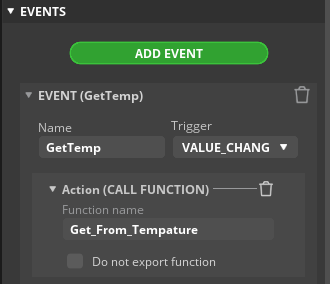 EVENTS
ADD EVENT
EVENT (GetTemp)
Name Trigger
GetTemp VALUE_CHANG
Action (CALL FUNCTION)
Function name
Get_From_Tempature
Do not export function